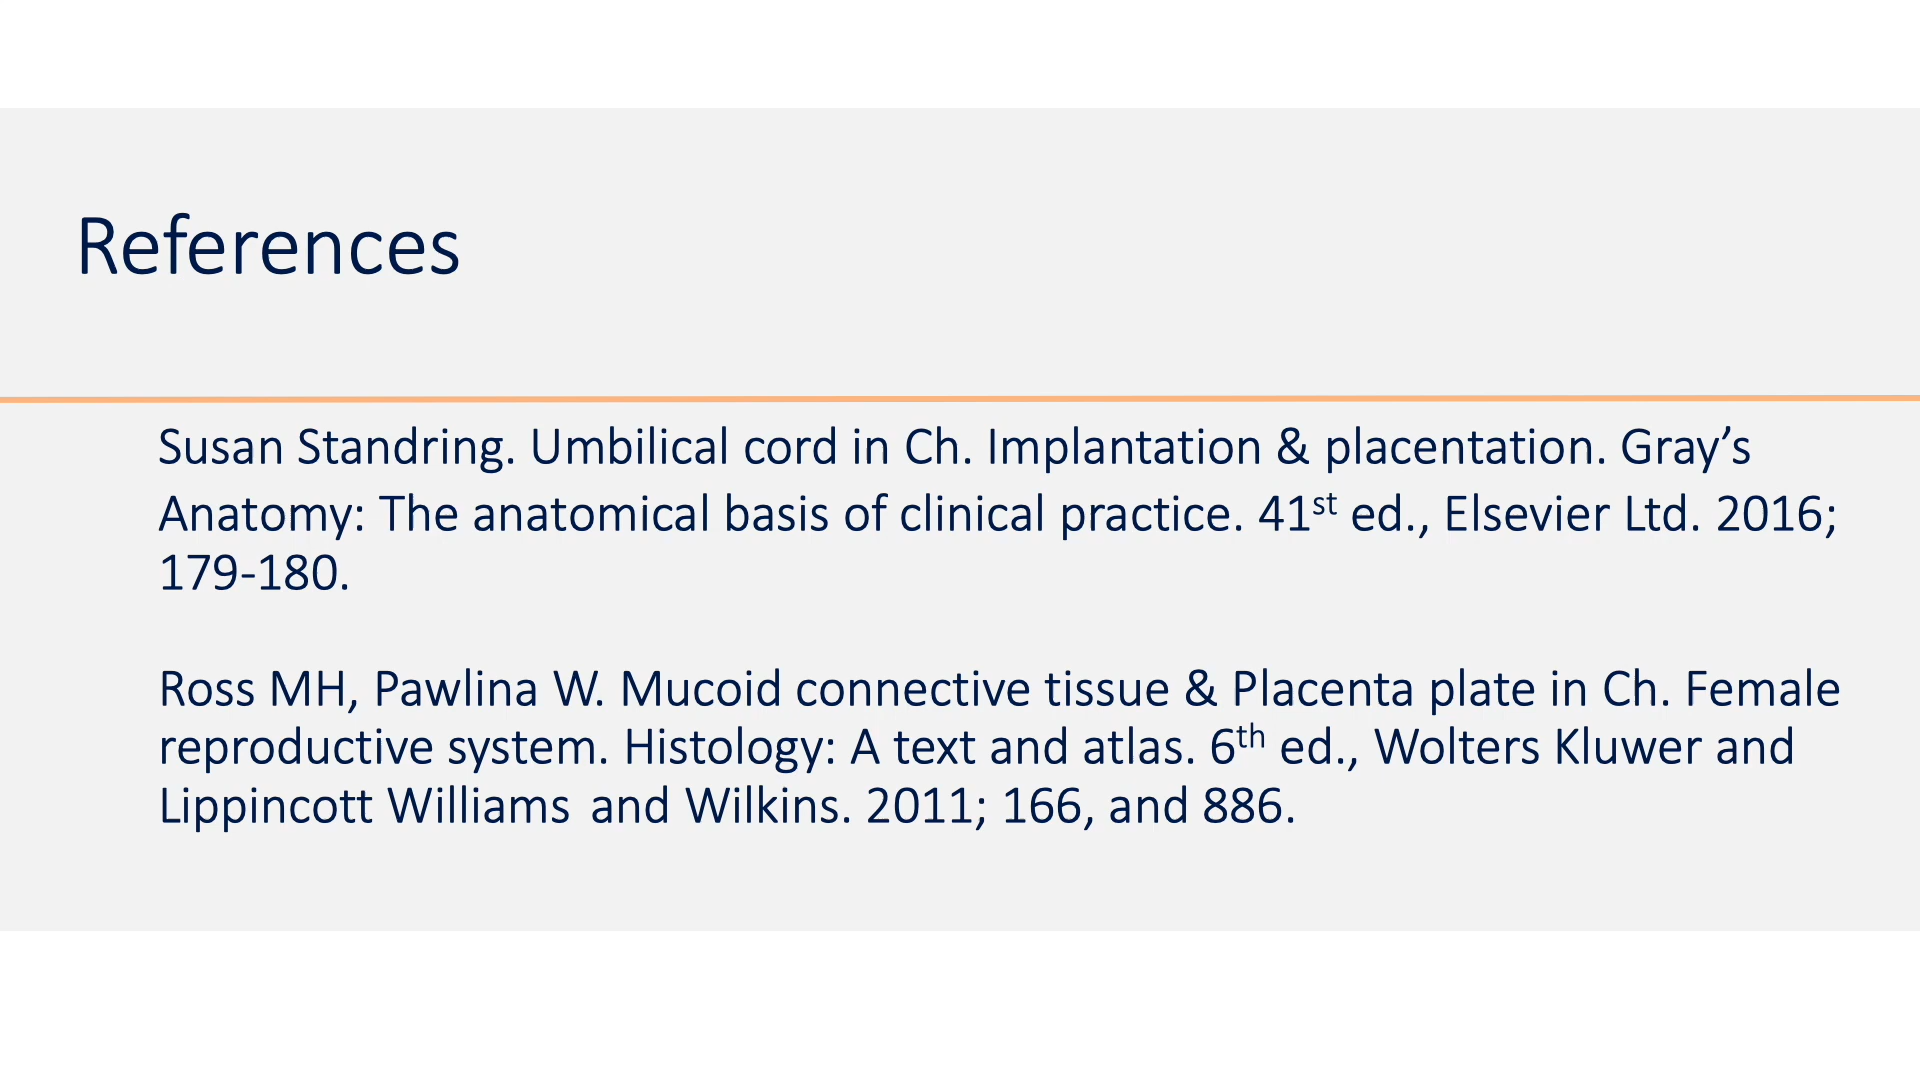 References
Susan Standring. Umbilical cord in Ch. Implantation & placentation. Gray’s
Anatomy: The anatomical basis of clinical practice. 41st ed., Elsevier Ltd. 2016;
179-180.
Ross MH, Pawlina W. Mucoid connective tissue & Placenta plate in Ch. Female
reproductive system. Histology: A text and atlas. 6th ed., Wolters Kluwer and
Lippincott Williams and Wilkins. 2011; 166, and 886.